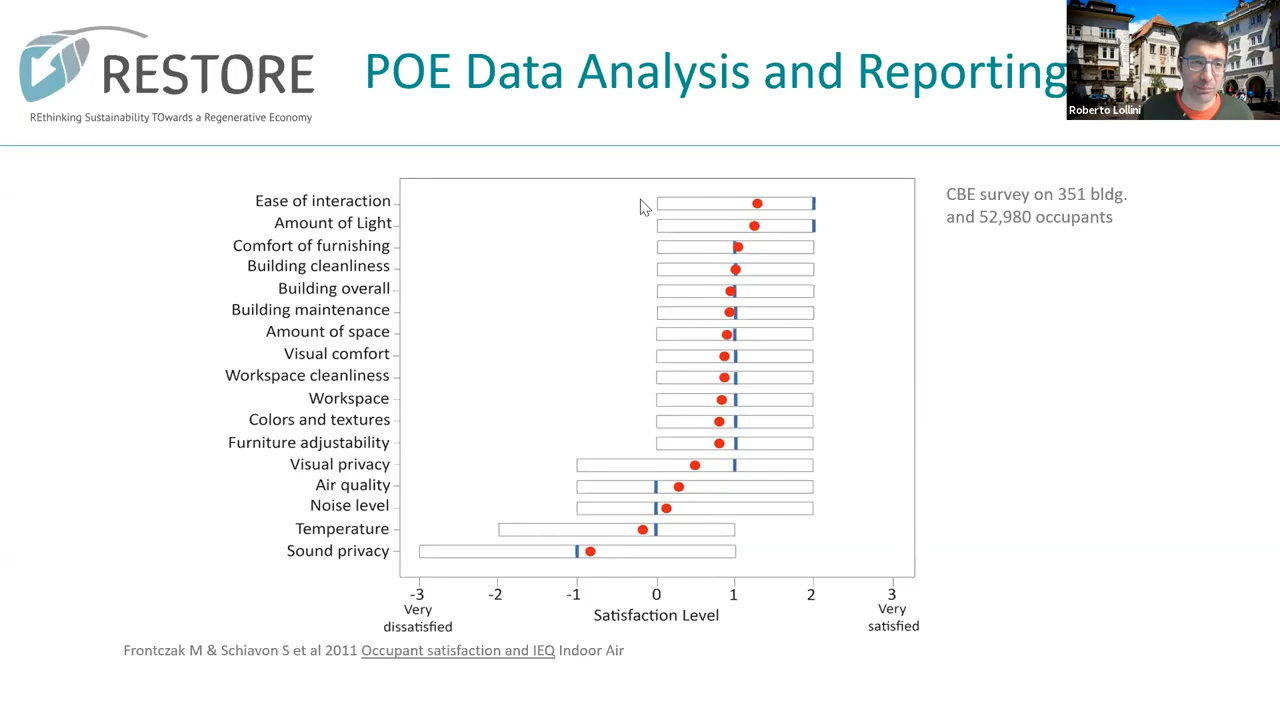 RESTORE
REthinking Sustainability TOwards a Regenerative Economy
POE Data Analysis and Reporting
Roberto Lollini
CBE survey on 351 bldg.
and 52,980 occupants
Ease of interaction
Amount of Light
Comfort of furnishing
Building cleanliness
Building overall
Building maintenance
Amount of space
Visual comfort
Workspace cleanliness
Workspace
Colors and textures
Furniture adjustability
Visual privacy
Air quality
Noise level
Temperature
Sound privacy
-3 -2 -1 0 1 2 3
Very
dissatisfied
Satisfaction Level
Very
satisfied
Frontczak M & Schiavon S et al 2011 Occupant satisfaction and IEQ Indoor Air